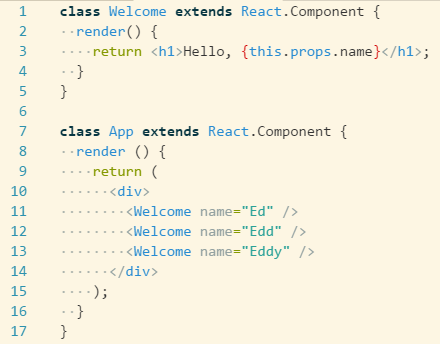 1 class Welcome extends React.Component {
2 ··render() {
3 ····return <h1>Hello, {this.props.name}</h1>;
4 ··}
5 }
6
7 class App extends React.Component {
8 ··render () {
9 ····return (
10 ······<div>
11 ········<Welcome name="Ed" />
12 ········<Welcome name="Edd" />
13 ········<Welcome name="Eddy" />
14 ······</div>
15 ····);
16 ··}
17 }